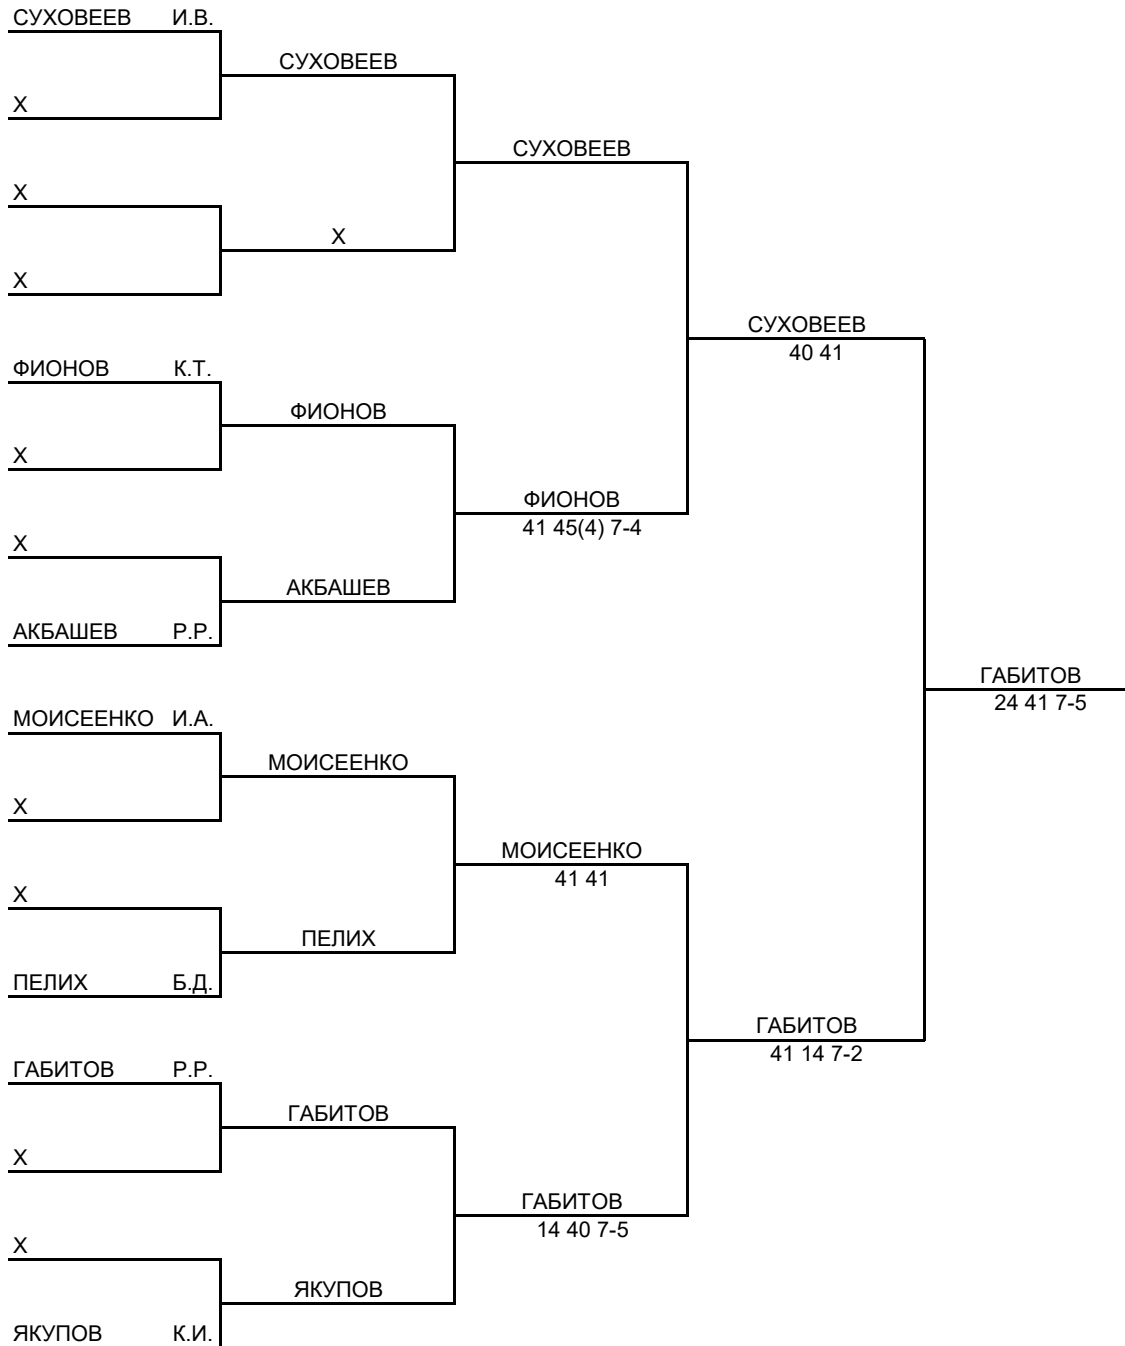 СУХОВЕЕВ И.В.
СУХОВЕЕВ
Х
СУХОВЕЕВ
Х
Х
Х
СУХОВЕЕВ
40 41
ФИОНОВ К.Т.
ФИОНОВ
Х
ФИОНОВ
41 45(4) 7-4
Х
АКБАШЕВ
АКБАШЕВ Р.Р.
ГАБИТОВ
24 41 7-5
МОИСЕЕНКО И.А.
МОИСЕЕНКО
Х
МОИСЕЕНКО
41 41
Х
ПЕЛИХ
ПЕЛИХ Б.Д.
ГАБИТОВ
41 14 7-2
ГАБИТОВ Р.Р.
ГАБИТОВ
Х
ГАБИТОВ
14 40 7-5
Х
ЯКУПОВ
ЯКУПОВ К.И.